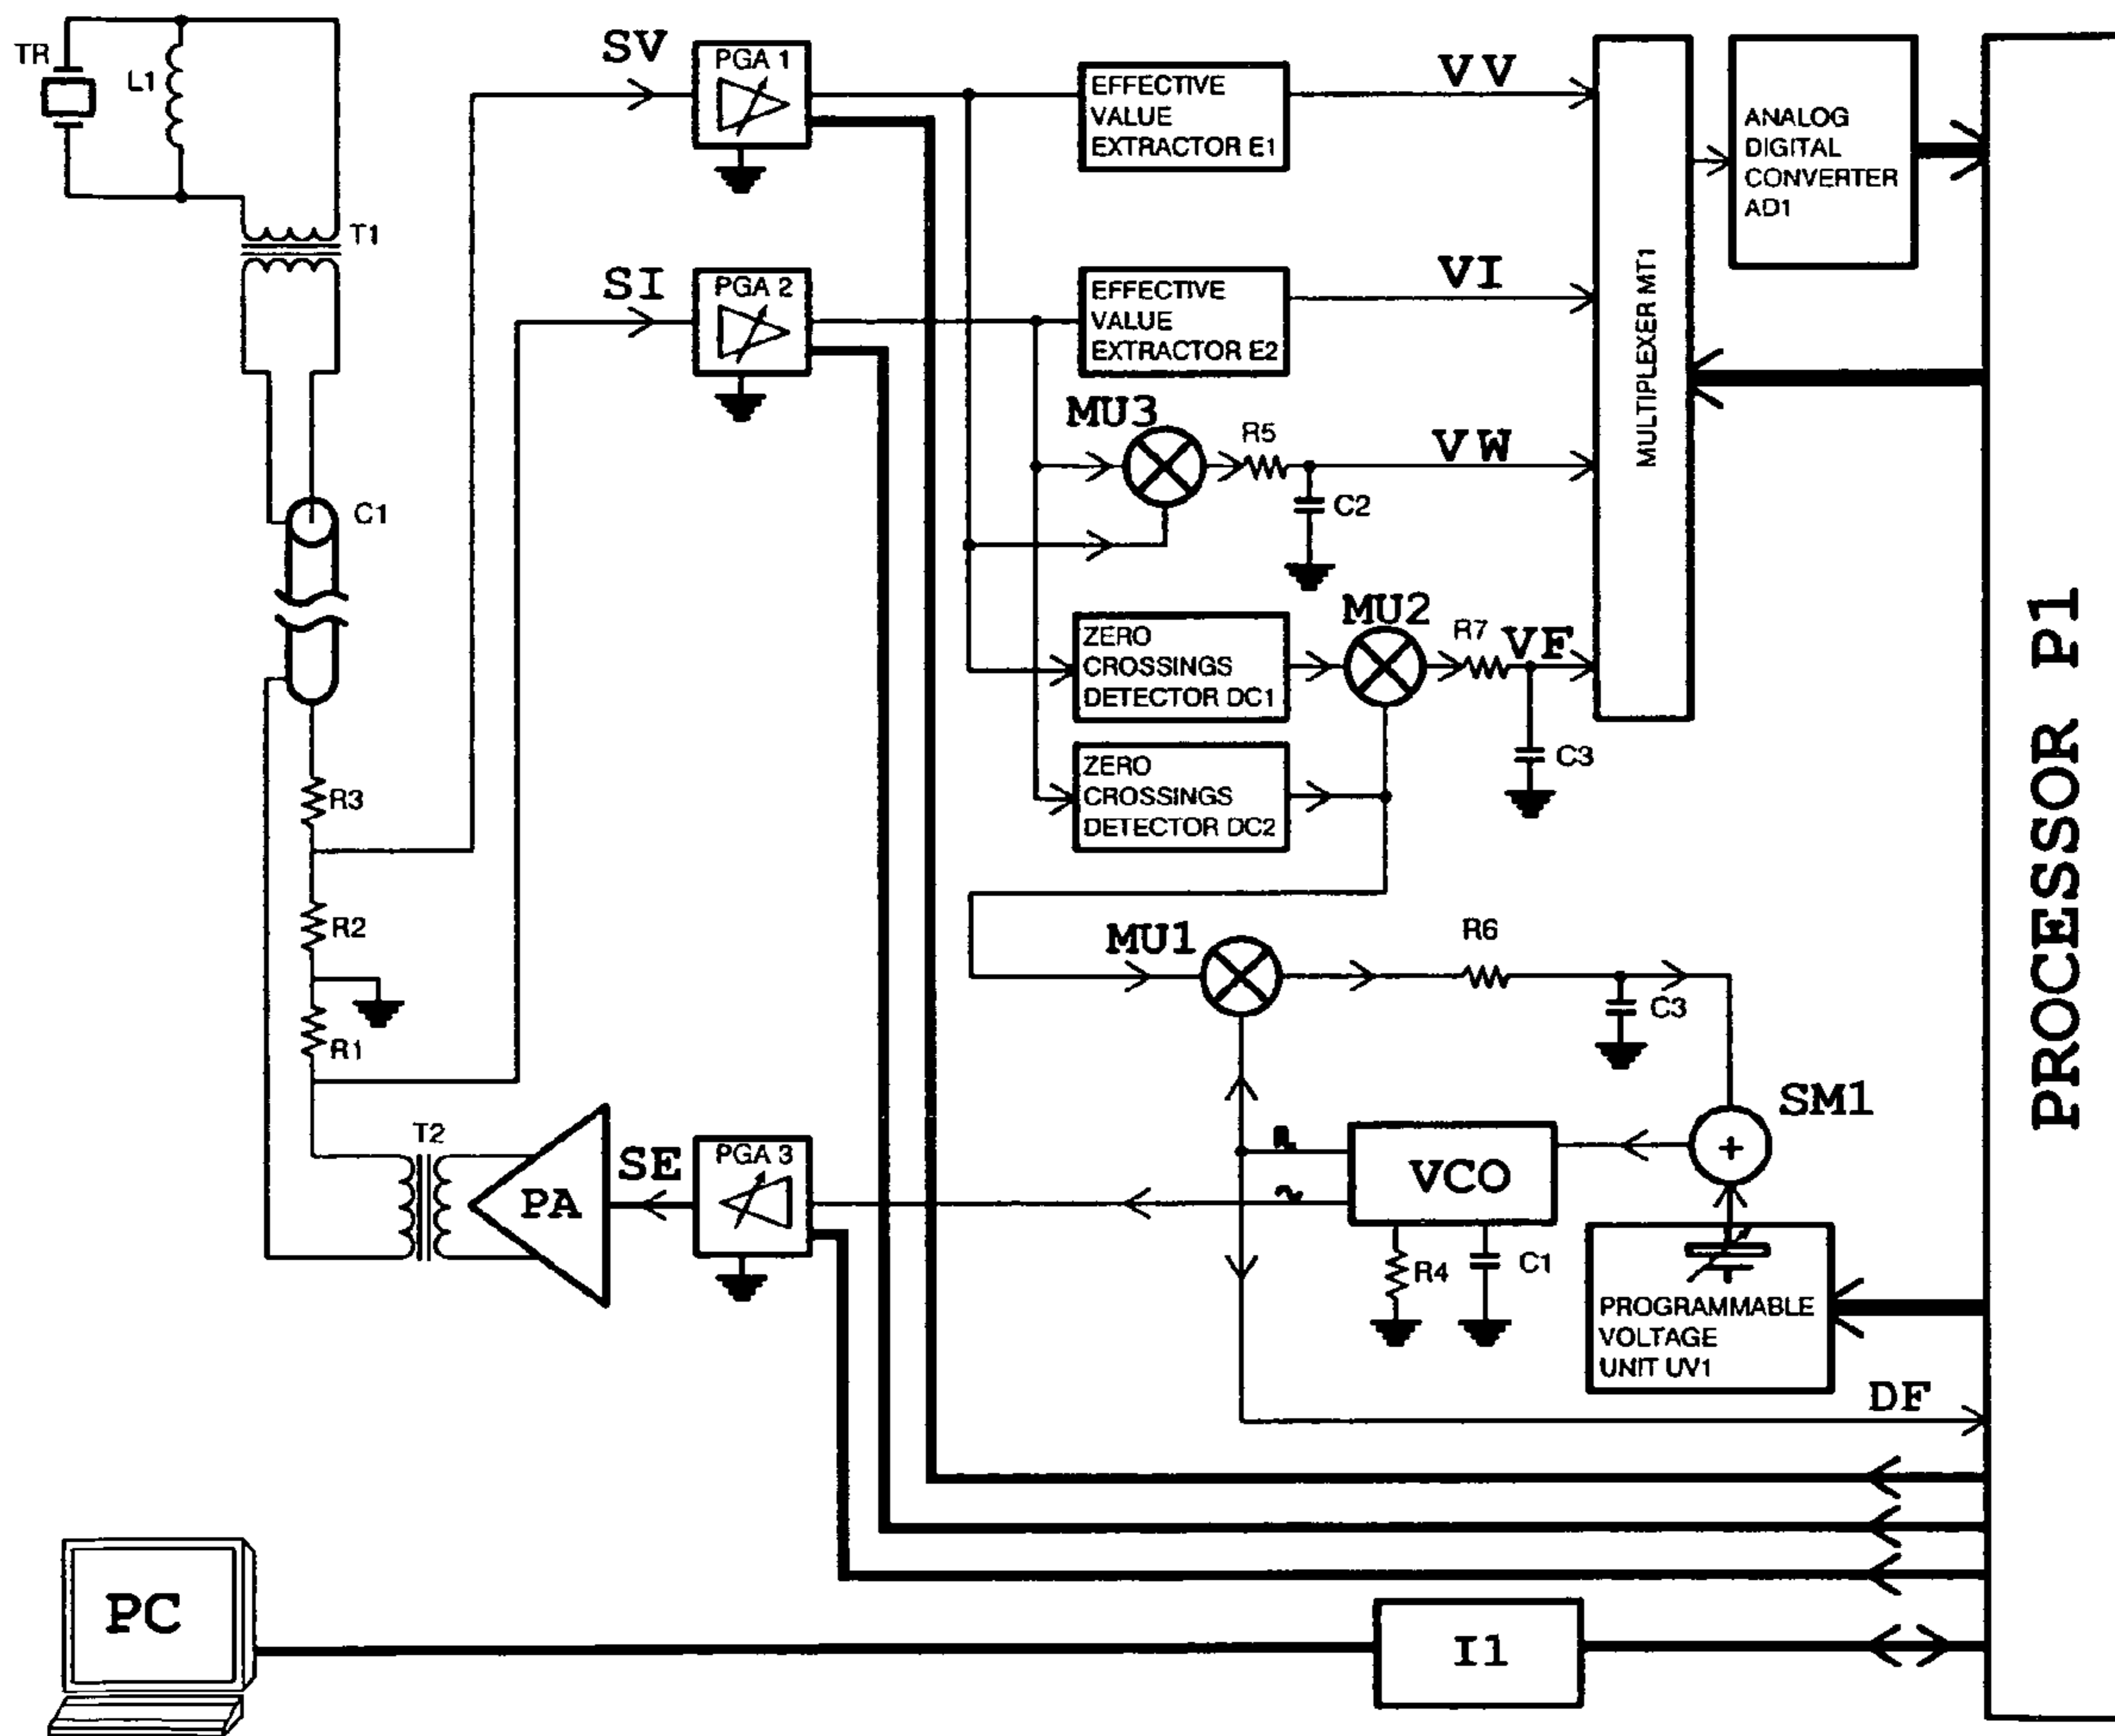 TR
L1
T1
C1
R3
R2
R1
T2
PA
SE
SV
SI
PGA 1
PGA 2
PGA 3
EFFECTIVE
VALUE
EXTRACTOR E1
EFFECTIVE
VALUE
EXTRACTOR E2
MU3
R5
C2
ZERO
CROSSINGS
DETECTOR DC1
ZERO
CROSSINGS
DETECTOR DC2
MU2
R7
C3
VV
VI
VW
VF
MULTIPLEXER MT1
ANALOG
DIGITAL
CONVERTER
AD1
MU1
R6
C3
SM1
+
VCO
R4
C1
PROGRAMMABLE
VOLTAGE
UNIT UV1
DF
PROCESSOR P1
PC
I1